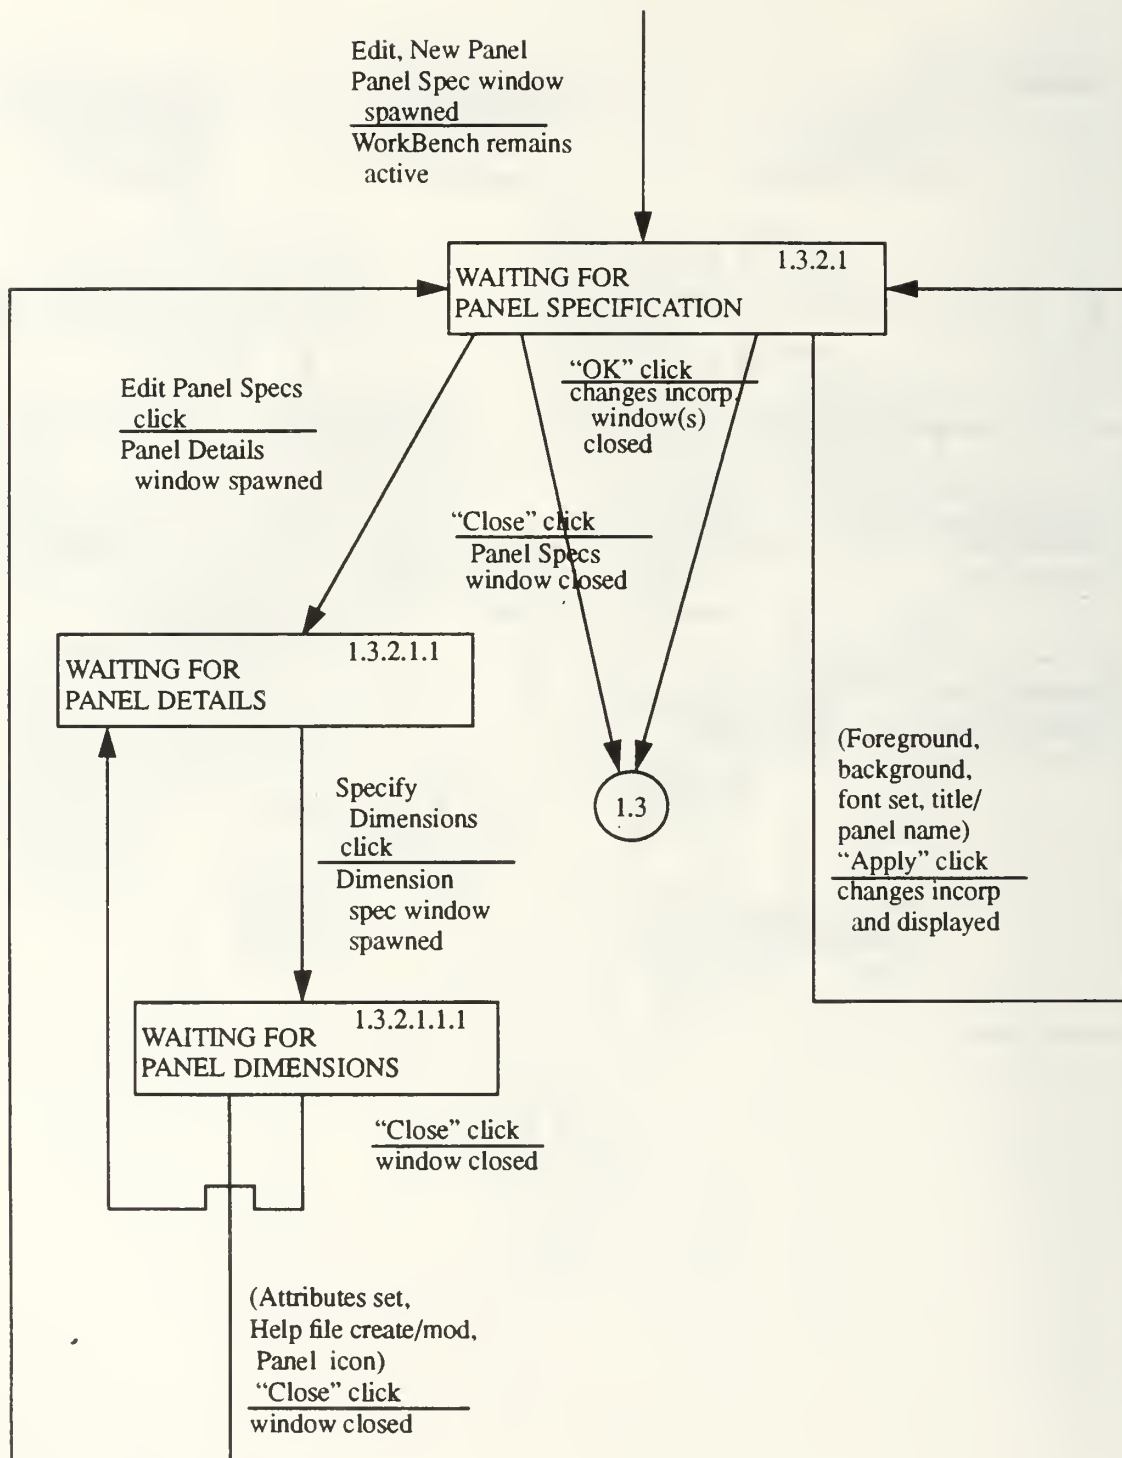 Edit, New Panel
Panel Spec window
spawned
WorkBench remains
active
1.3.2.1
WAITING FOR
PANEL SPECIFICATION
"OK" click
changes incorp,
window(s)
closed
Edit Panel Specs
click
Panel Details
window spawned
"Close" click
Panel Specs
window closed
1.3.2.1.1
WAITING FOR
PANEL DETAILS
1.3
(Foreground,
background,
font set, title/
panel name)
"Apply" click
changes incorp
and displayed
Specify
Dimensions
click
Dimension
spec window
spawned
1.3.2.1.1.1
WAITING FOR
PANEL DIMENSIONS
"Close" click
window closed
(Attributes set,
Help file create/mod,
Panel icon)
"Close" click
window closed